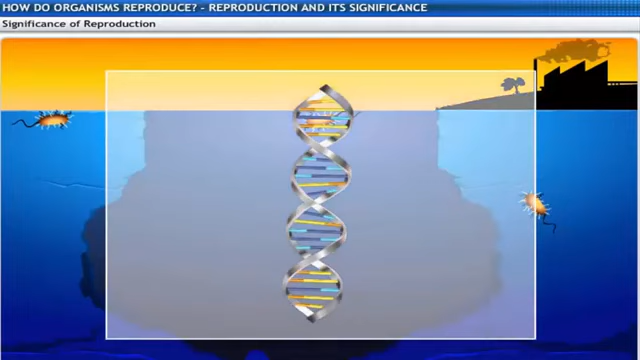 HOW DO ORGANISMS REPRODUCE? - REPRODUCTION AND ITS SIGNIFICANCE
Significance of Reproduction